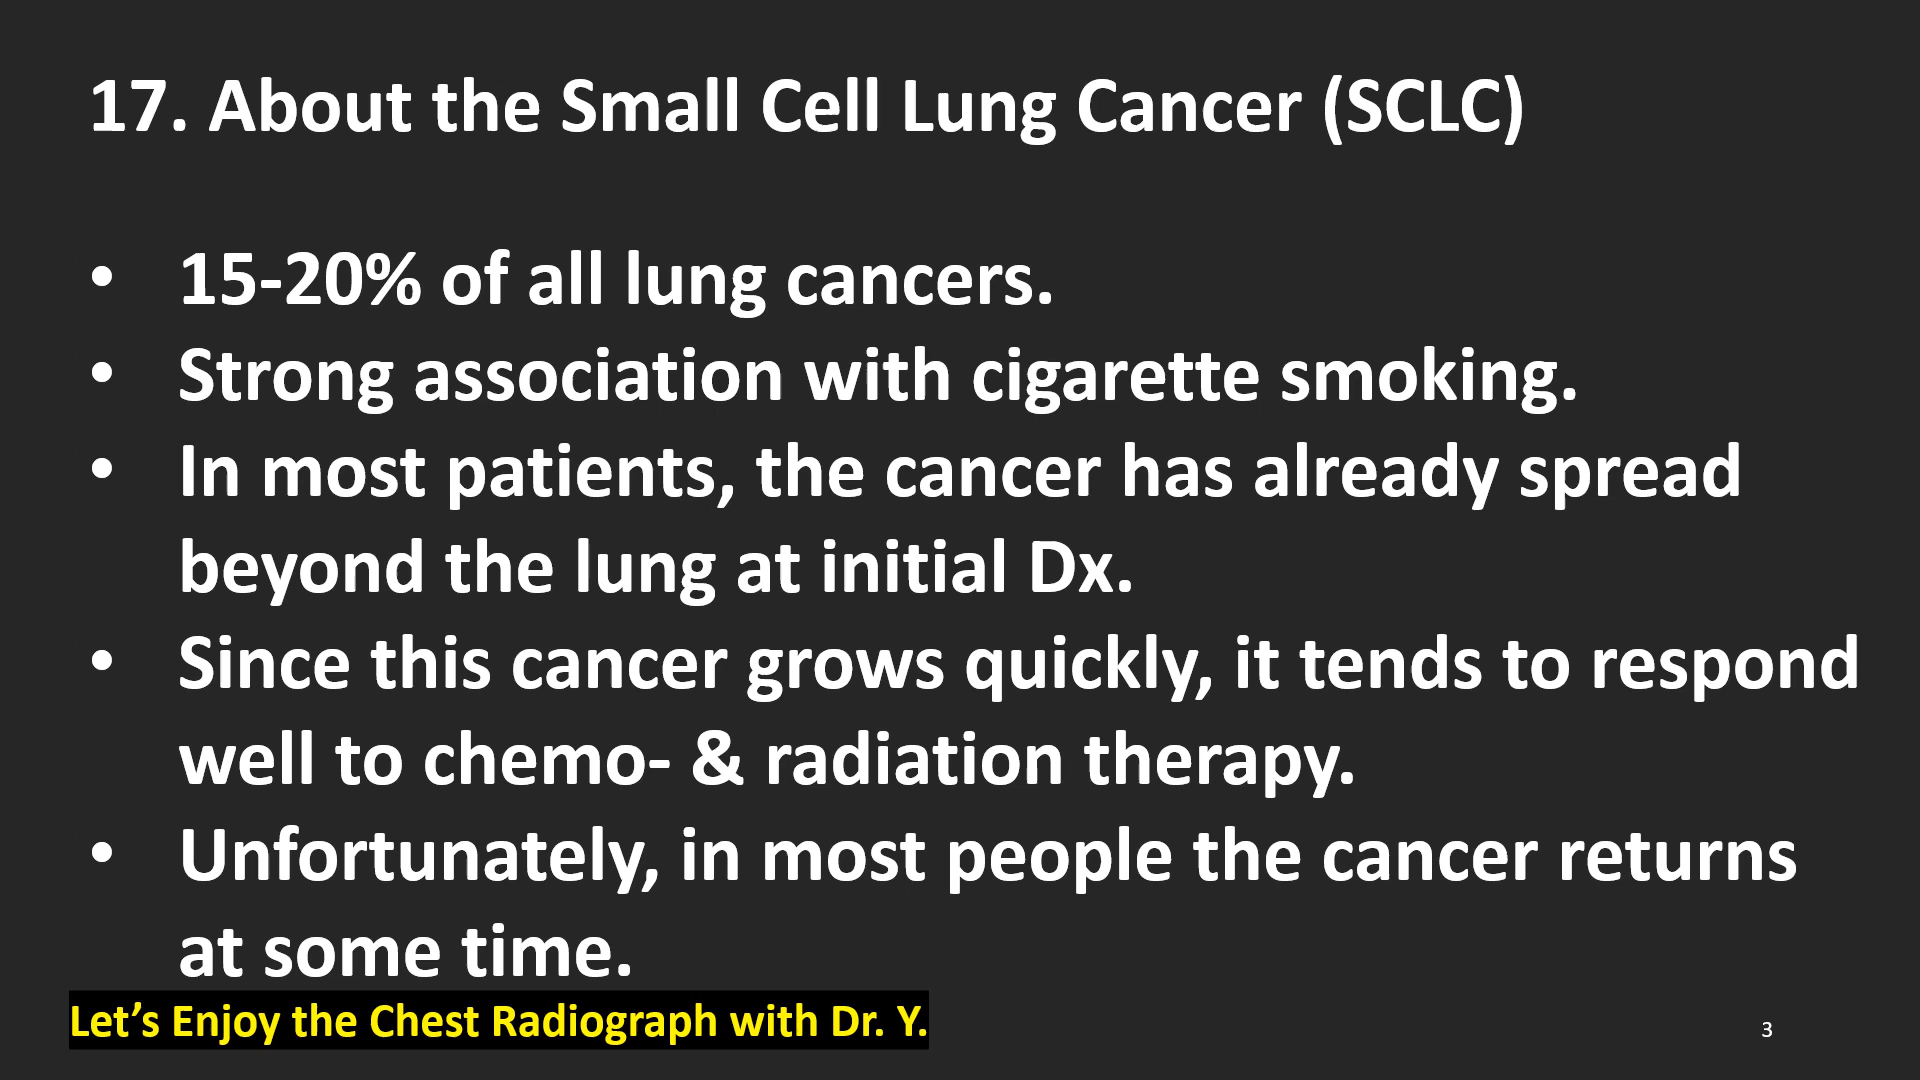 17. About the Small Cell Lung Cancer (SCLC)
• 15-20% of all lung cancers.
• Strong association with cigarette smoking.
• In most patients, the cancer has already spread
beyond the lung at initial Dx.
• Since this cancer grows quickly, it tends to respond
well to chemo- & radiation therapy.
• Unfortunately, in most people the cancer returns
at some time.
Let’s Enjoy the Chest Radiograph with Dr. Y.
3